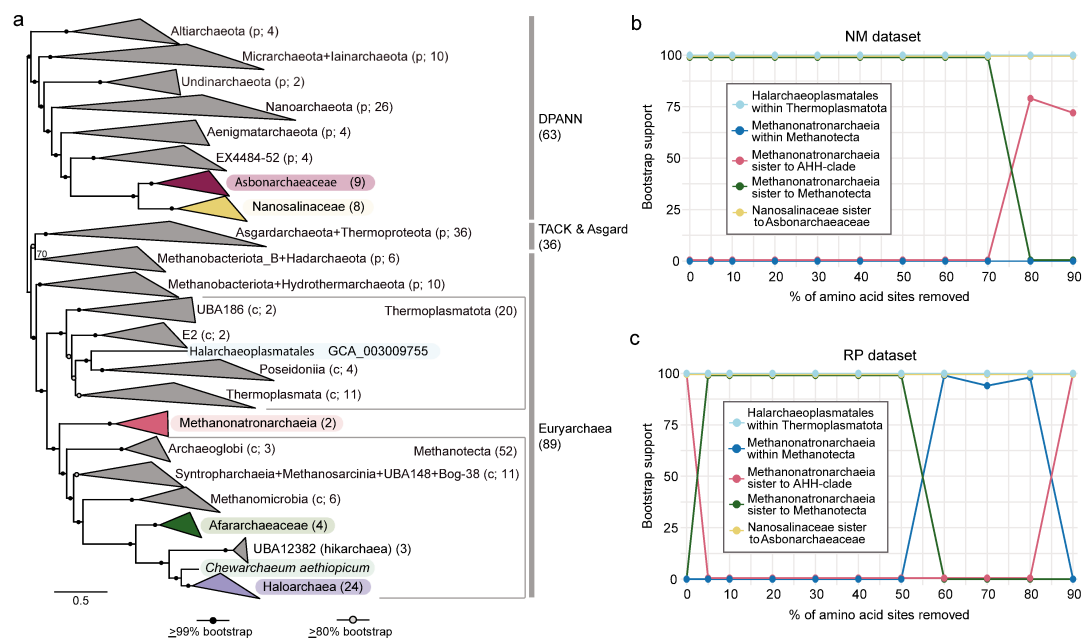 a
Altiarchaeota (p; 4)
Micrarchaeota+Iainarchaeota (p; 10)
Undinarchaeota (p; 2)
Nanoarchaeota (p; 26)
Aenigmatarchaeota (p; 4)
EX4484-52 (p; 4)
Asbonarchaeaceae (9)
Nanosalinaceae (8)
Asgardarchaeota+Thermoproteota (p; 36)
70
Methanobacteriota_B+Hadarchaeota (p; 6)
Methanobacteriota+Hydrothermarchaeota (p; 10)
UBA186 (c; 2)
Thermoplasmatota (20)
E2 (c; 2)
Halarchaeoplasmatales GCA_003009755
Poseidoniia (c; 4)
Thermoplasmata (c; 11)
Methanonatronarchaeia (2)
Archaeoglobi (c; 3)
Methanotecta (52)
Syntropharchaeia+Methanosarcinia+UBA148+Bog-38 (c; 11)
Methanomicrobia (c; 6)
Afararchaeaceae (4)
UBA12382 (hikarchaea) (3)
Chewarchaeum aethiopicum
Haloarchaea (24)
0.5
≥99% bootstrap
≥80% bootstrap
DPANN
(63)
TACK & Asgard
(36)
Euryarchaea
(89)
b
NM dataset
Bootstrap support
100
75
50
25
0
Halarchaeoplasmatales
within Thermoplasmatota
Methanonatronarchaeia
within Methanotecta
Methanonatronarchaeia
sister to AHH-clade
Methanonatronarchaeia
sister to Methanotecta
Nanosalinaceae sister
to Asbonarchaeaceae
0 10 20 30 40 50 60 70 80 90
% of amino acid sites removed
c
RP dataset
Bootstrap support
100
75
50
25
0
Halarchaeoplasmatales
within Thermoplasmatota
Methanonatronarchaeia
within Methanotecta
Methanonatronarchaeia
sister to AHH-clade
Methanonatronarchaeia
sister to Methanotecta
Nanosalinaceae sister
to Asbonarchaeaceae
0 10 20 30 40 50 60 70 80 90
% of amino acid sites removed